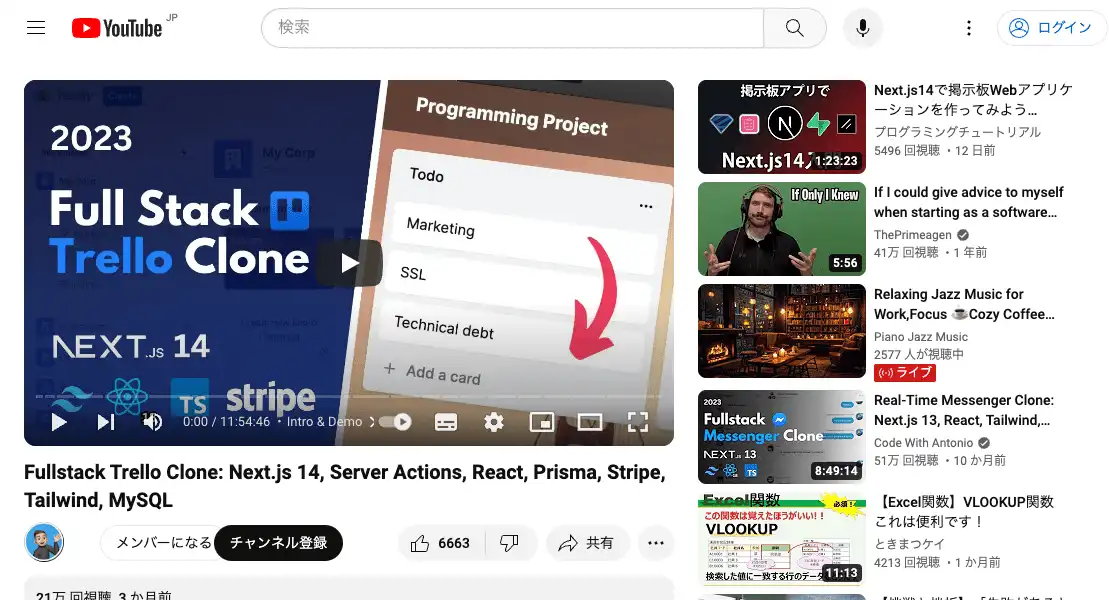 YouTube JP
検索
ログイン
2023
Full Stack
Trello Clone
NEXT.JS 14
TS stripe
My Corp
Programming Project
Todo
Marketing
SSL
Technical debt
+ Add a card
0:00 / 11:54:46 • Intro & Demo
Fullstack Trello Clone: Next.js 14, Server Actions, React, Prisma, Stripe,
Tailwind, MySQL
メンバーになる
チャンネル登録
6663
共有
21万 回視聴 3 か月前
掲示板アプリで
N
Next.js14
1:23:23
Next.js14で掲示板Webアプリケ
ーションを作ってみよう...
プログラミングチュートリアル
5496 回視聴 ・12 日前
If Only I Knew
5:56
If I could give advice to myself
when starting as a software...
ThePrimeagen
41万 回視聴 ・1 年前
Relaxing Jazz Music for
Work,Focus ☕Cozy Coffee...
Piano Jazz Music
2577 人が視聴中
ライブ
2023
Fullstack
Messenger Clone
NEXT.JS 13
TS
8:49:14
Real-Time Messenger Clone:
Next.js 13, React, Tailwind,...
Code With Antonio
51万 回視聴 ・10 か月前
Excel関数
必須!
この関数は覚えたほうがいい!!
VLOOKUP
検索した値に一致する行のデータ
11:13
【Excel関数】VLOOKUP関数
これは便利です！
ときまつケイ
4213 回視聴 ・1 か月前